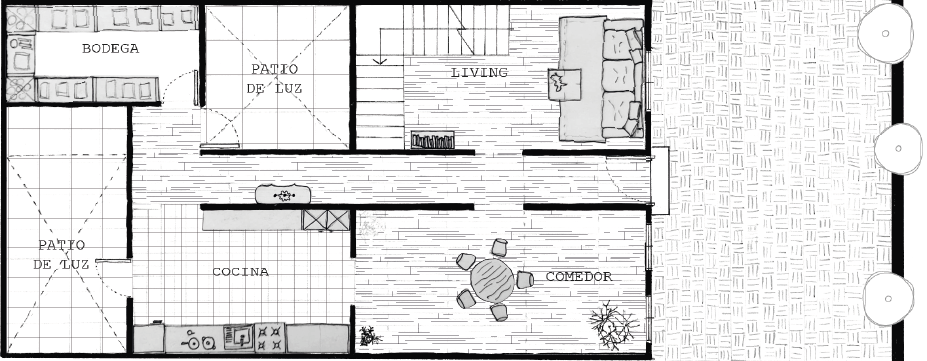 BODEGA
PATIO
DE LUZ
LIVING
PATIO
DE LUZ
COCINA
COMEDOR